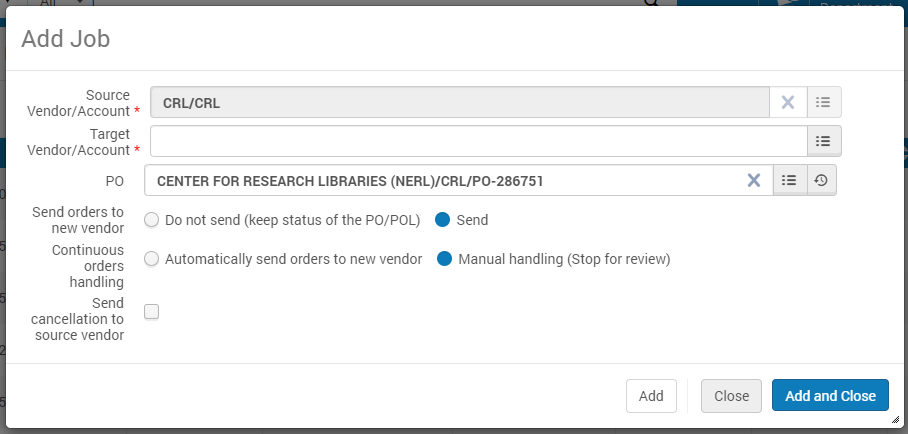 All
Department
Add Job
Source
Vendor/Account *
CRL/CRL
Target
Vendor/Account *
PO
CENTER FOR RESEARCH LIBRARIES (NERL)/CRL/PO-286751
Send orders to
new vendor
Do not send (keep status of the PO/POL)
Send
Continuous
orders
handling
Automatically send orders to new vendor
Manual handling (Stop for review)
Send
cancellation to
source vendor
Add
Close
Add and Close